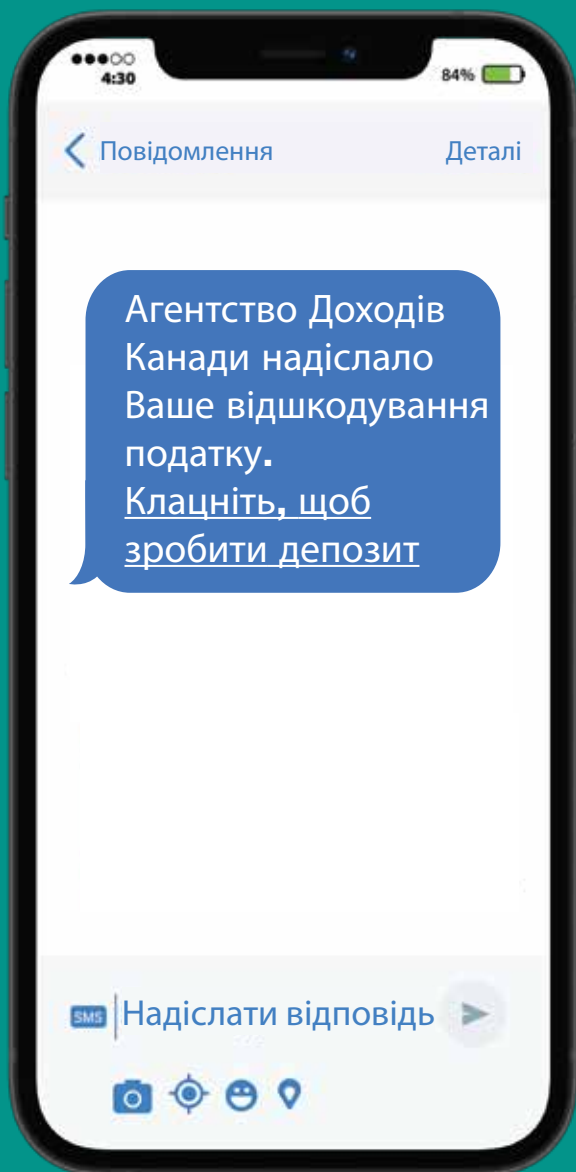 4:30
84%
Повідомлення
Деталі
Агентство Доходів
Канади надіслало
Ваше відшкодування
податку.
Клацніть, щоб
зробити депозит
SMS
Надіслати відповідь